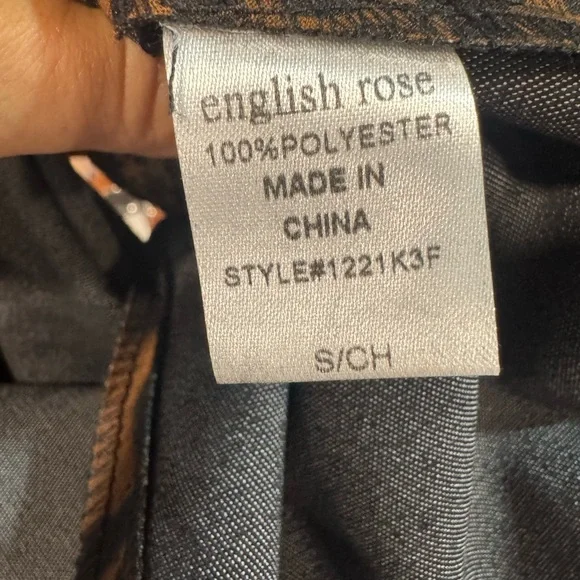 english rose
100%POLYESTER
MADE IN
CHINA
STYLE#1221K3F
S/CH